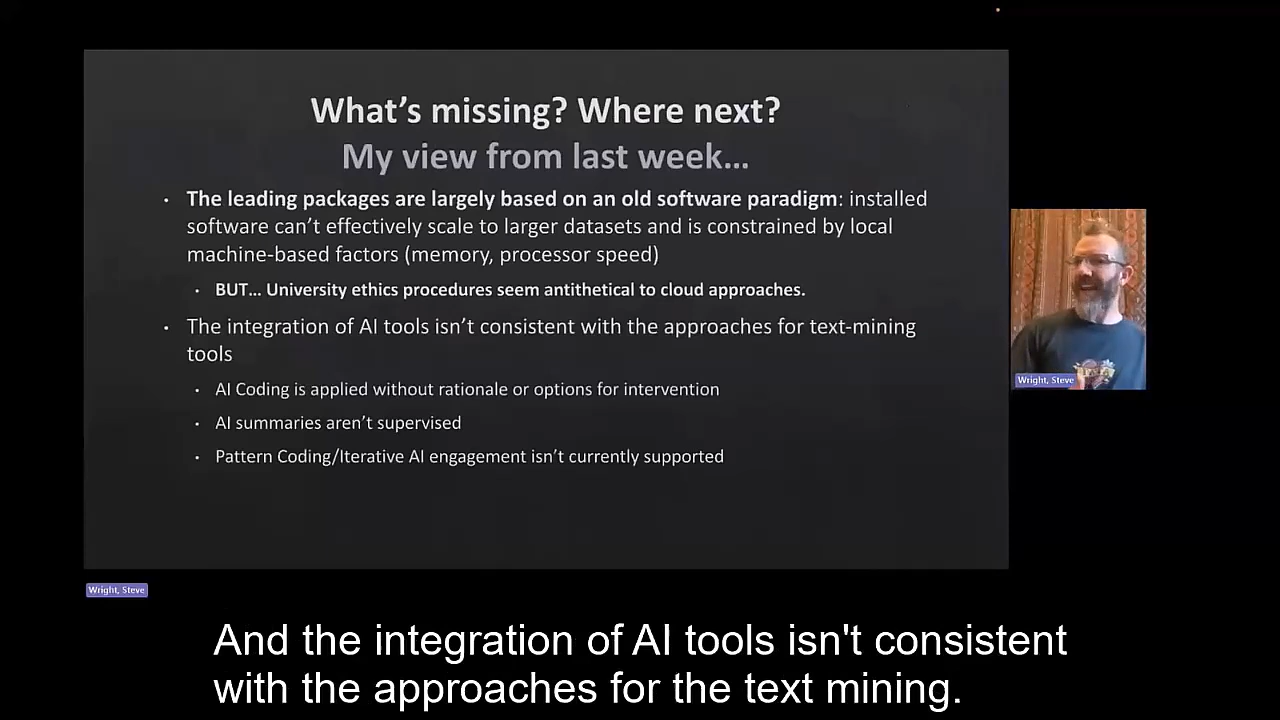 What’s missing? Where next?
My view from last week…
• The leading packages are largely based on an old software paradigm: installed
software can’t effectively scale to larger datasets and is constrained by local
machine-based factors (memory, processor speed)
• BUT… University ethics procedures seem antithetical to cloud approaches.
• The integration of AI tools isn’t consistent with the approaches for text-mining
tools
• AI Coding is applied without rationale or options for intervention
• AI summaries aren’t supervised
• Pattern Coding/Iterative AI engagement isn’t currently supported
Wright, Steve
Wright, Steve
And the integration of AI tools isn't consistent
with the approaches for the text mining.